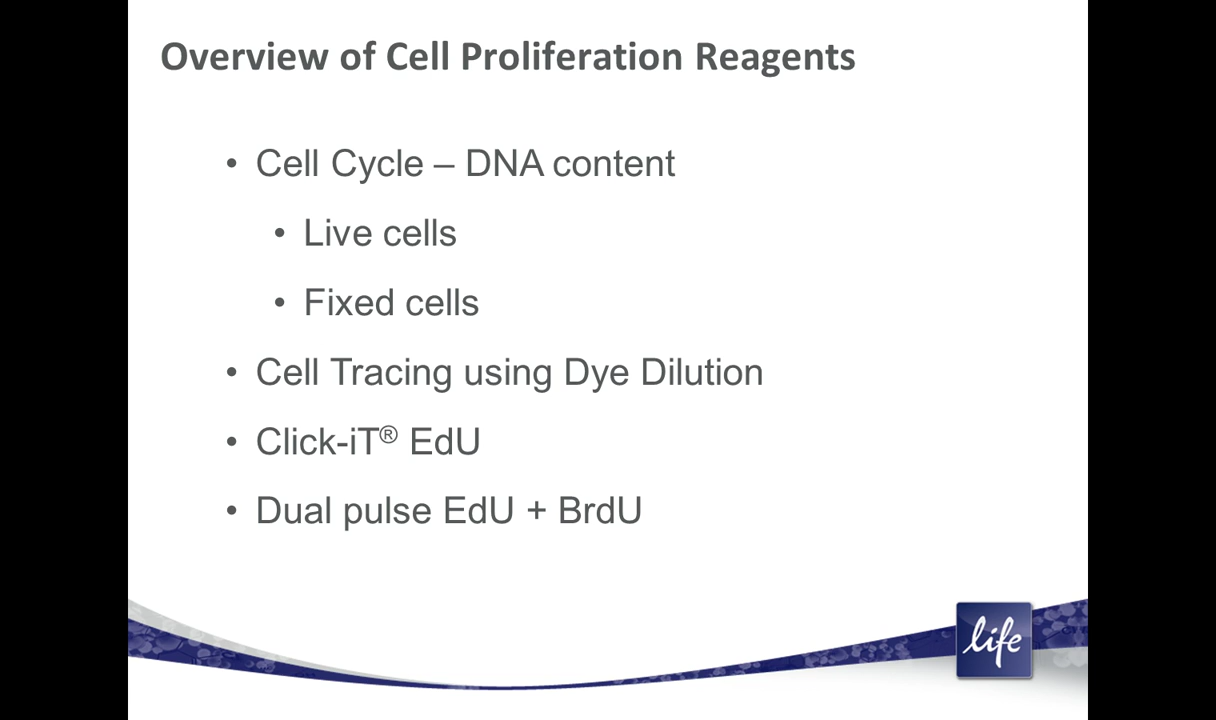 Overview of Cell Proliferation Reagents
• Cell Cycle – DNA content
• Live cells
• Fixed cells
• Cell Tracing using Dye Dilution
• Click-iT® EdU
• Dual pulse EdU + BrdU
life